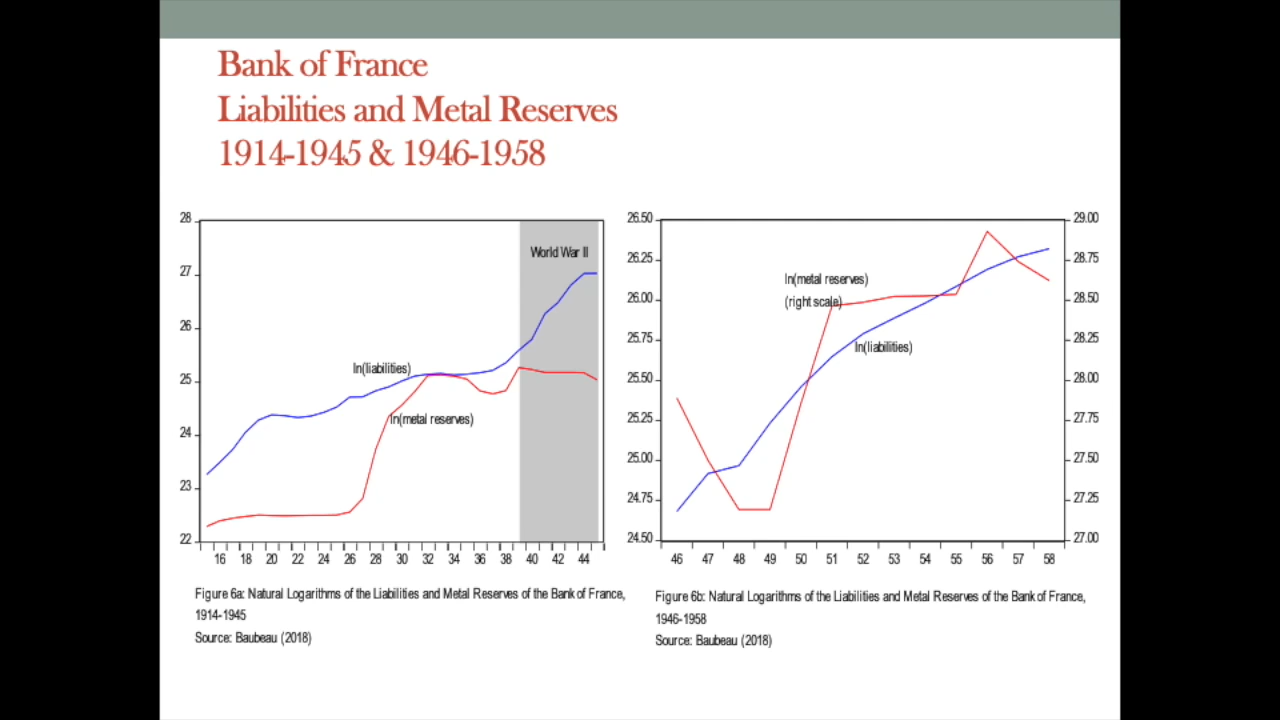 Bank of France
Liabilities and Metal Reserves
1914-1945 & 1946-1958
28
27
26
25
24
23
22
World War II
ln(liabilities)
ln(metal reserves)
16 18 20 22 24 26 28 30 32 34 36 38 40 42 44
Figure 6a: Natural Logarithms of the Liabilities and Metal Reserves of the Bank of France,
1914-1945
Source: Baubeau (2018)
26.50
26.25
26.00
25.75
25.50
25.25
25.00
24.75
24.50
ln(metal reserves)
(right scale)
ln(liabilities)
29.00
28.75
28.50
28.25
28.00
27.75
27.50
27.25
27.00
46 47 48 49 50 51 52 53 54 55 56 57 58
Figure 6b: Natural Logarithms of the Liabilities and Metal Reserves of the Bank of France,
1946-1958
Source: Baubeau (2018)